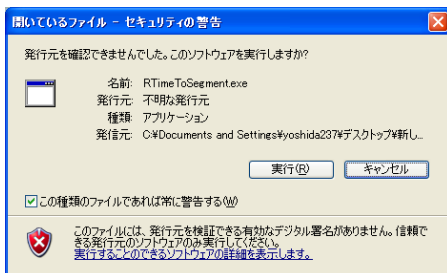 開いているファイル - セキュリティの警告
発行元を確認できませんでした。このソフトウェアを実行しますか?
名前: RTimeToSegment.exe
発行元: 不明な発行元
種類: アプリケーション
発信元: C:¥Documents and Settings¥yoshida237¥デスクトップ¥新し...
実行(R)
キャンセル
この種類のファイルであれば常に警告する(W)
このファイルには、発行元を検証できる有効なデジタル署名がありません。信頼で
きる発行元のソフトウェアのみ実行してください。
実行することのできるソフトウェアの詳細を表示します。